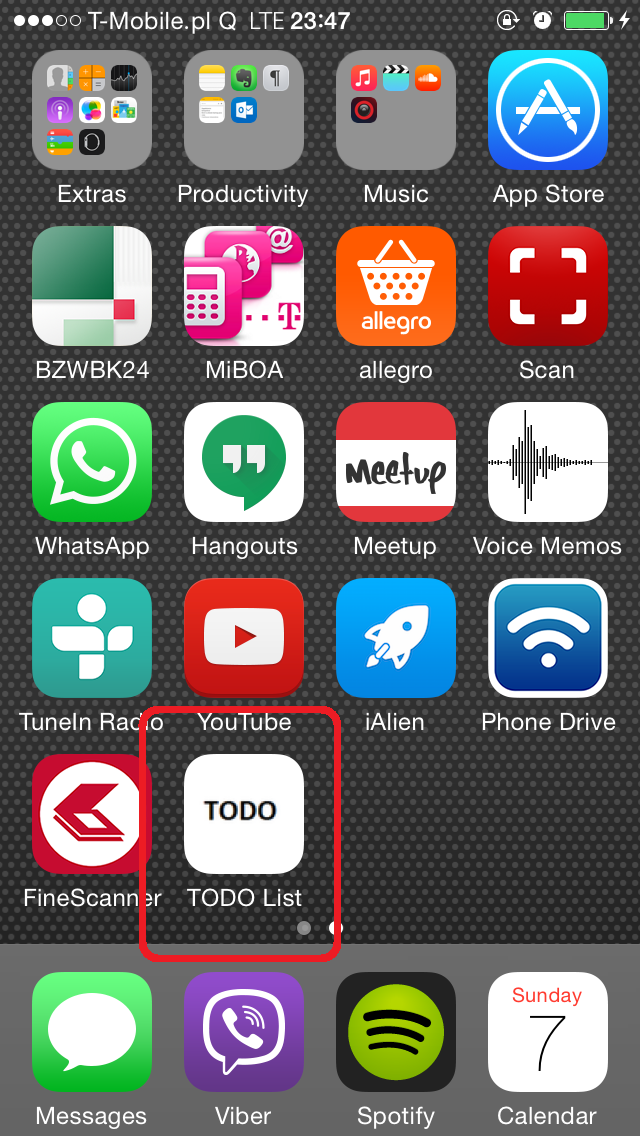 T-Mobile.pl Q LTE 23:47
Extras Productivity Music App Store
allegro
BZWBK24 MiBOA allegro Scan
Meetup
WhatsApp Hangouts Meetup Voice Memos
TuneIn Radio YouTube iAlien Phone Drive
TODO
FineScanner TODO List
Sunday
7
Messages Viber Spotify Calendar